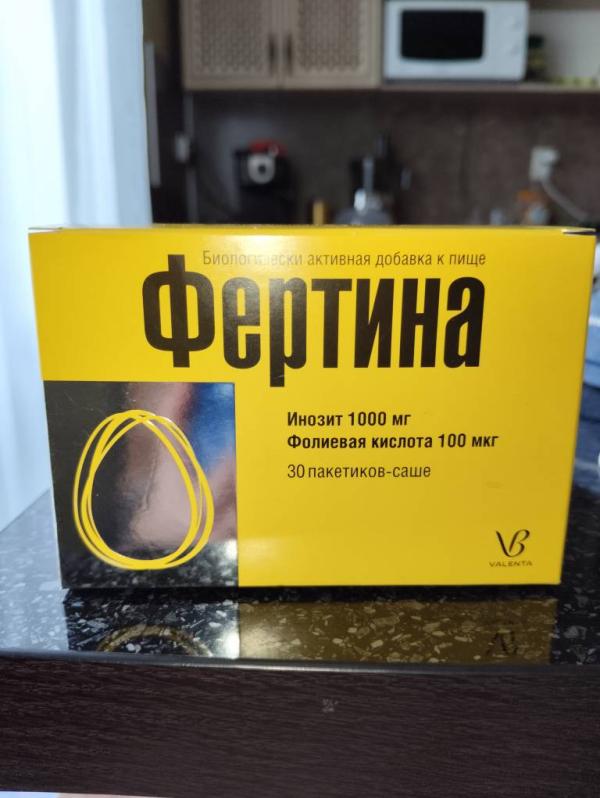 Биологически активная добавка к пище
Фертина
Инозит 1000 мг
Фолиевая кислота 100 мкг
30 пакетиков-саше
VALENTA